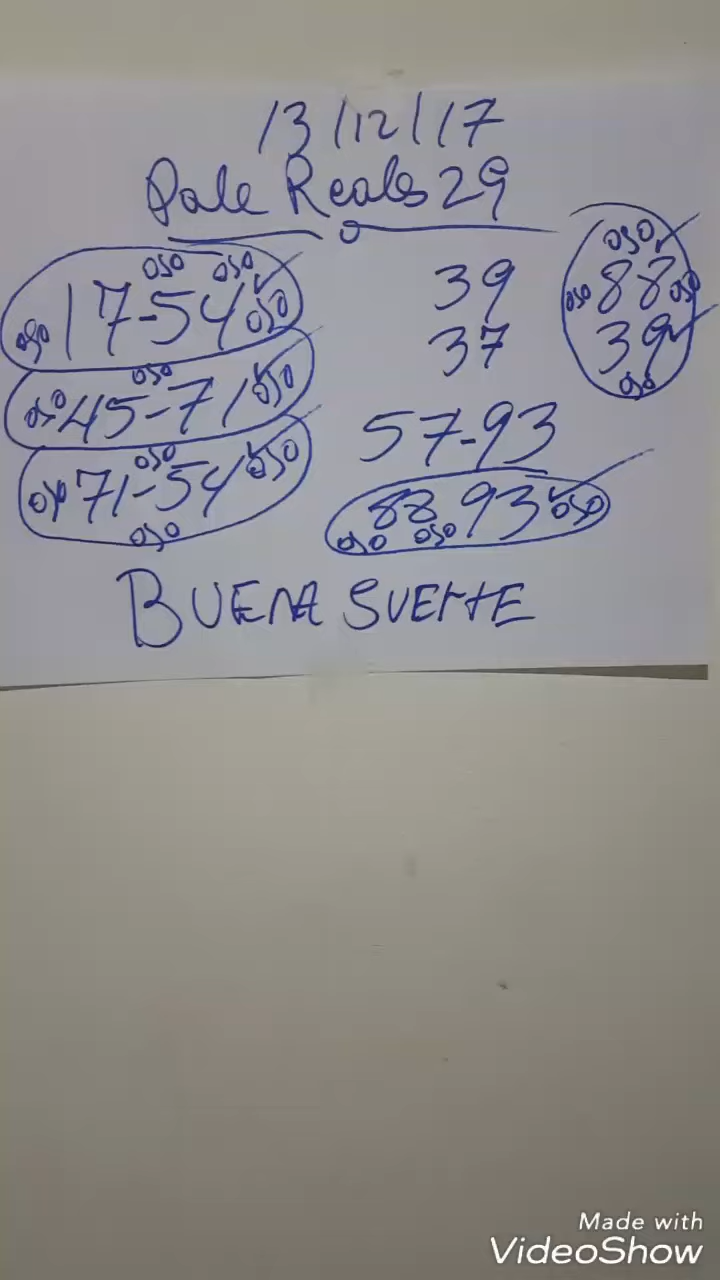 13/12/17
Pale Reales 29
oso oso
17-54 oso
oso
oso
oso 45-71 oso
oso
oso 71-54 oso
oso
39
37
57-93
88 93 oso
oso oso
oso
oso 88 oso
39
oso
BUENA SUERTE
Made with
VideoShow